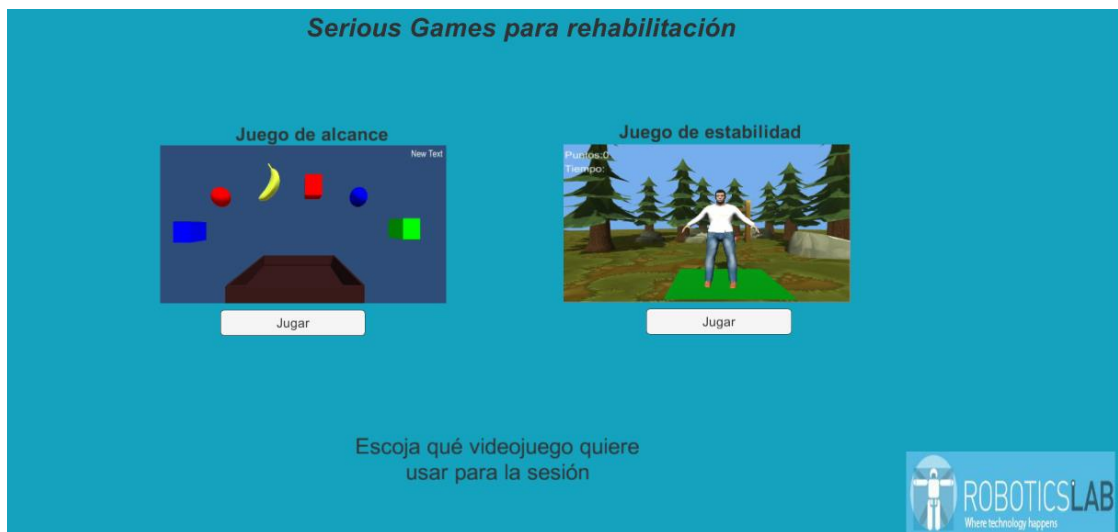 Serious Games para rehabilitación
Juego de alcance
New Text
Jugar
Juego de estabilidad
Puntos:0
Tiempo:
Jugar
Escoja qué videojuego quiere
usar para la sesión
ROBOTICSLAB
Where technology happens